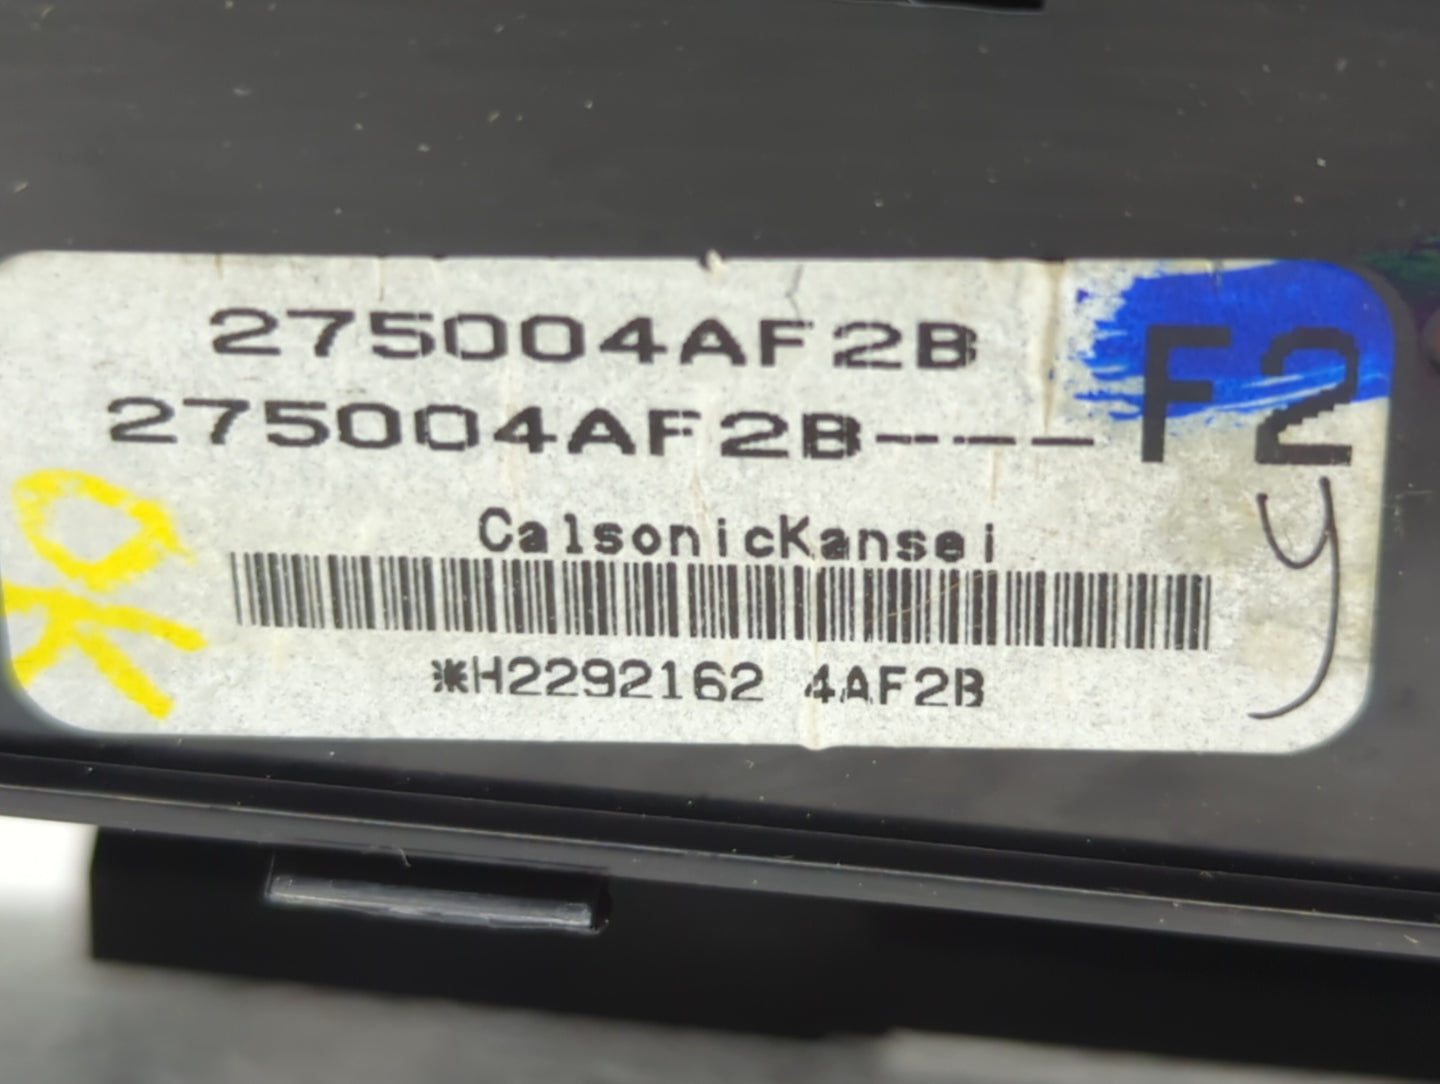 275004AF2B
275004AF2B---- F2
CalsonicKansei
*H2292162 4AF2B
y
OK